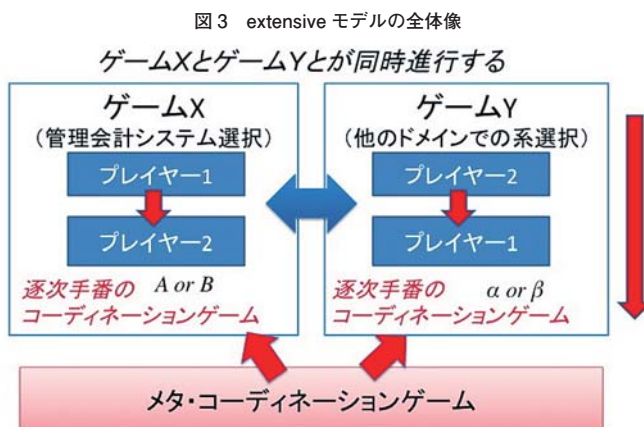 図3 extensive モデルの全体像
ゲームXとゲームYとが同時進行する
ゲームX
(管理会計システム選択)
プレイヤー1
プレイヤー2
逐次手番の A or B
コーディネーションゲーム
ゲームY
(他のドメインでの系選択)
プレイヤー2
プレイヤー1
逐次手番の α or β
コーディネーションゲーム
メタ・コーディネーションゲーム